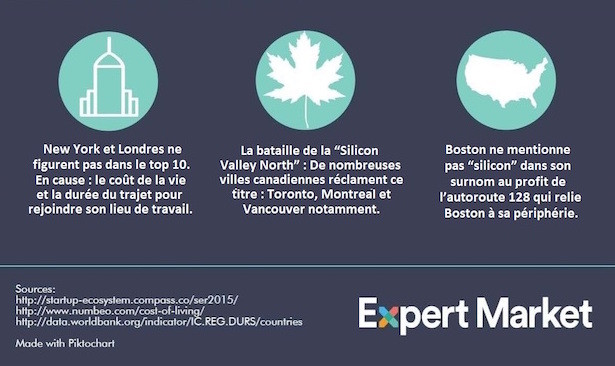 New York et Londres ne
figurent pas dans le top 10.
En cause : le coût de la vie
et la durée du trajet pour
rejoindre son lieu de travail.
La bataille de la “Silicon
Valley North” : De nombreuses
villes canadiennes réclament ce
titre : Toronto, Montreal et
Vancouver notamment.
Boston ne mentionne
pas “silicon” dans son
surnom au profit de
l’autoroute 128 qui relie
Boston à sa périphérie.
Sources:
http://startup-ecosystem.compass.co/ser2015/
http://www.numbeo.com/cost-of-living/
http://data.worldbank.org/indicator/IC.REG.DURS/countries
Made with Piktochart
Expert Market